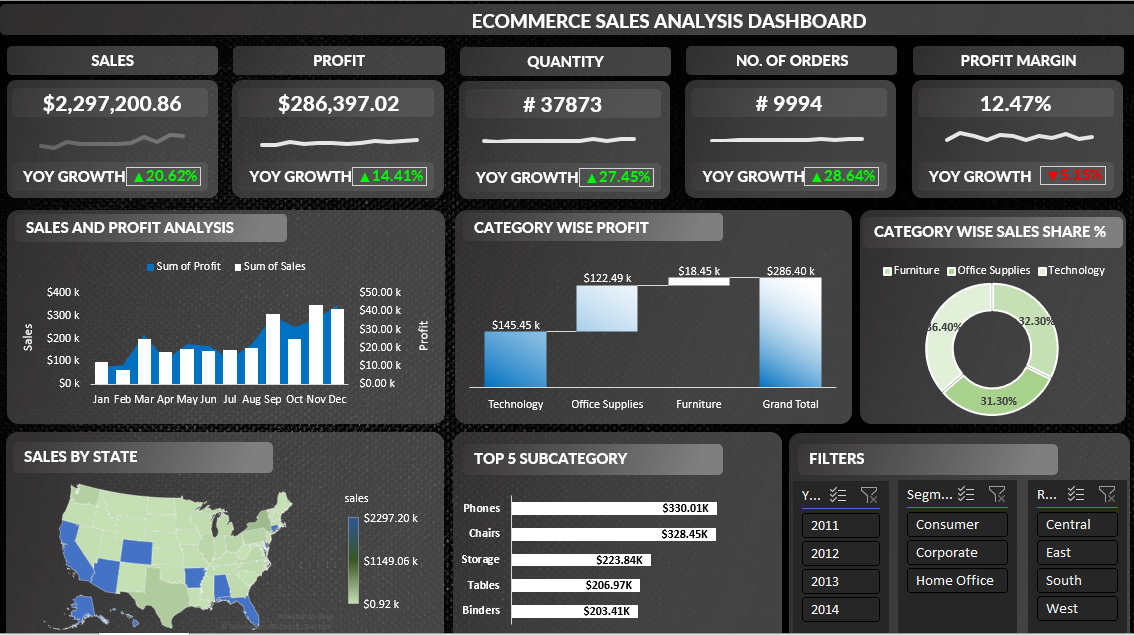 ECOMMERCE SALES ANALYSIS DASHBOARD
SALES
PROFIT
QUANTITY
NO. OF ORDERS
PROFIT MARGIN
$2,297,200.86
$286,397.02
# 37873
# 9994
12.47%
YOY GROWTH ▲20.62%
YOY GROWTH ▲14.41%
YOY GROWTH ▲27.45%
YOY GROWTH ▲28.64%
YOY GROWTH ▼5.15%
SALES AND PROFIT ANALYSIS
Sum of Profit Sum of Sales
$400 k
$300 k
$200 k
$100 k
$0 k
Sales
$50.00 k
$40.00 k
$30.00 k
$20.00 k
$10.00 k
$0.00 k
Profit
Jan Feb Mar Apr May Jun Jul Aug Sep Oct Nov Dec
CATEGORY WISE PROFIT
$145.45 k
$122.49 k
$18.45 k
$286.40 k
Technology Office Supplies Furniture Grand Total
CATEGORY WISE SALES SHARE %
Furniture Office Supplies Technology
36.40%
32.30%
31.30%
SALES BY STATE
sales
$2297.20 k
$1149.06 k
$0.92 k
TOP 5 SUBCATEGORY
Phones $330.01K
Chairs $328.45K
Storage $223.84K
Tables $206.97K
Binders $203.41K
FILTERS
Y...
2011
2012
2013
2014
Segm...
Consumer
Corporate
Home Office
R...
Central
East
South
West